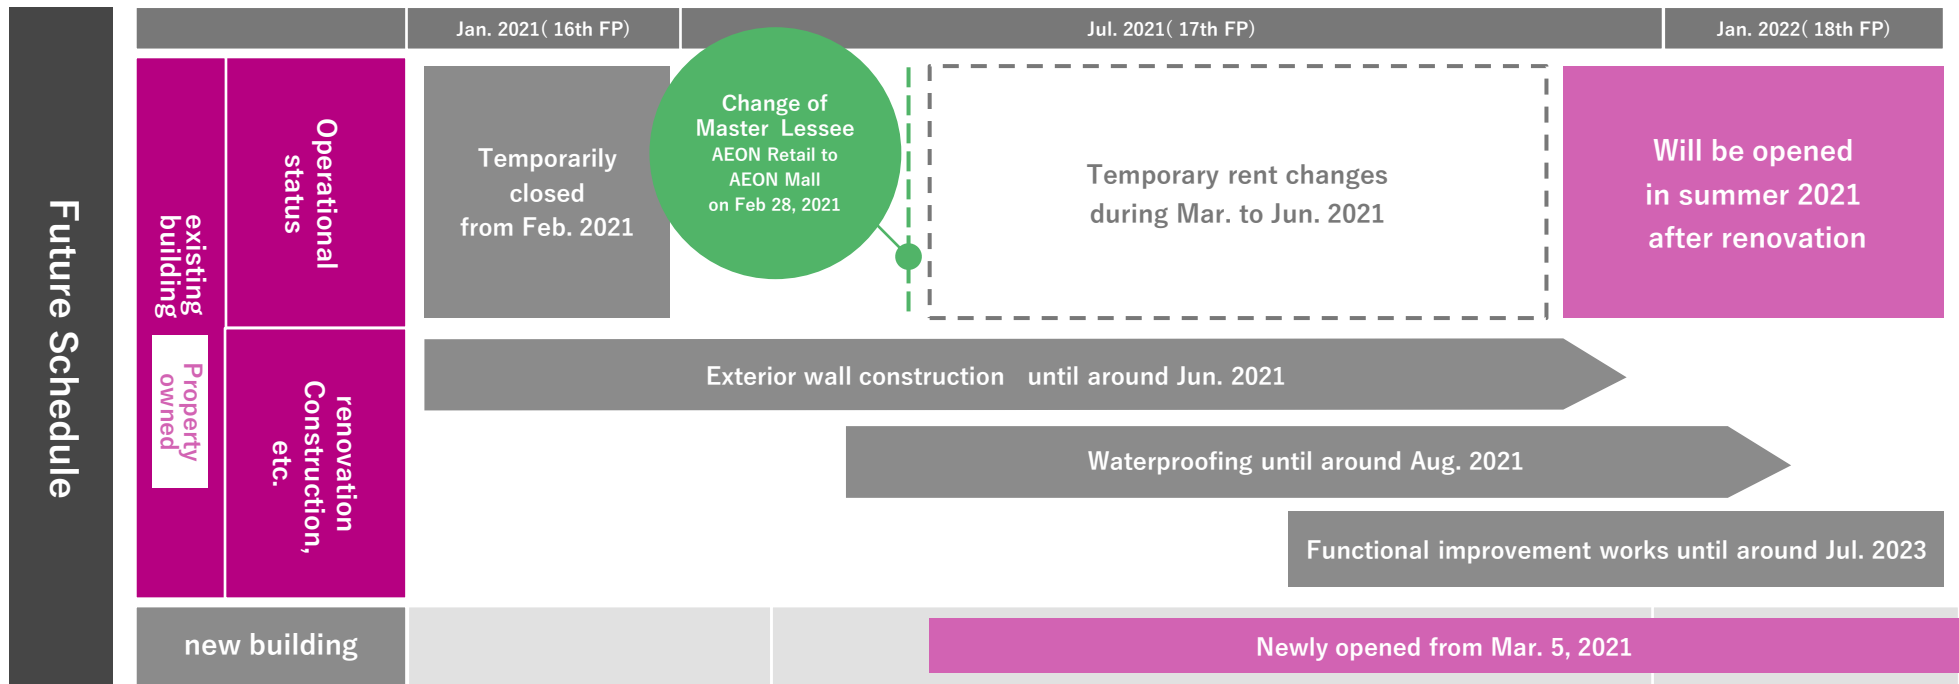 Future Schedule
Jan. 2021( 16th FP)
Jul. 2021( 17th FP)
Jan. 2022( 18th FP)
existing
building
Property
owned
Operational
status
Temporarily
closed
from Feb. 2021
Change of
Master Lessee
AEON Retail to
AEON Mall
on Feb 28, 2021
Temporary rent changes
during Mar. to Jun. 2021
Will be opened
in summer 2021
after renovation
renovation
Construction,
etc.
Exterior wall construction until around Jun. 2021
Waterproofing until around Aug. 2021
Functional improvement works until around Jul. 2023
new building
Newly opened from Mar. 5, 2021